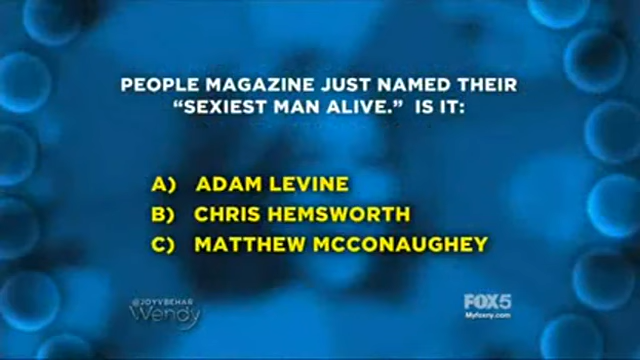 PEOPLE MAGAZINE JUST NAMED THEIR
“SEXIEST MAN ALIVE.” IS IT:
A) ADAM LEVINE
B) CHRIS HEMSWORTH
C) MATTHEW MCCONAUGHEY
@JOYVBEHAR
Wendy
FOX5
Myfoxny.com